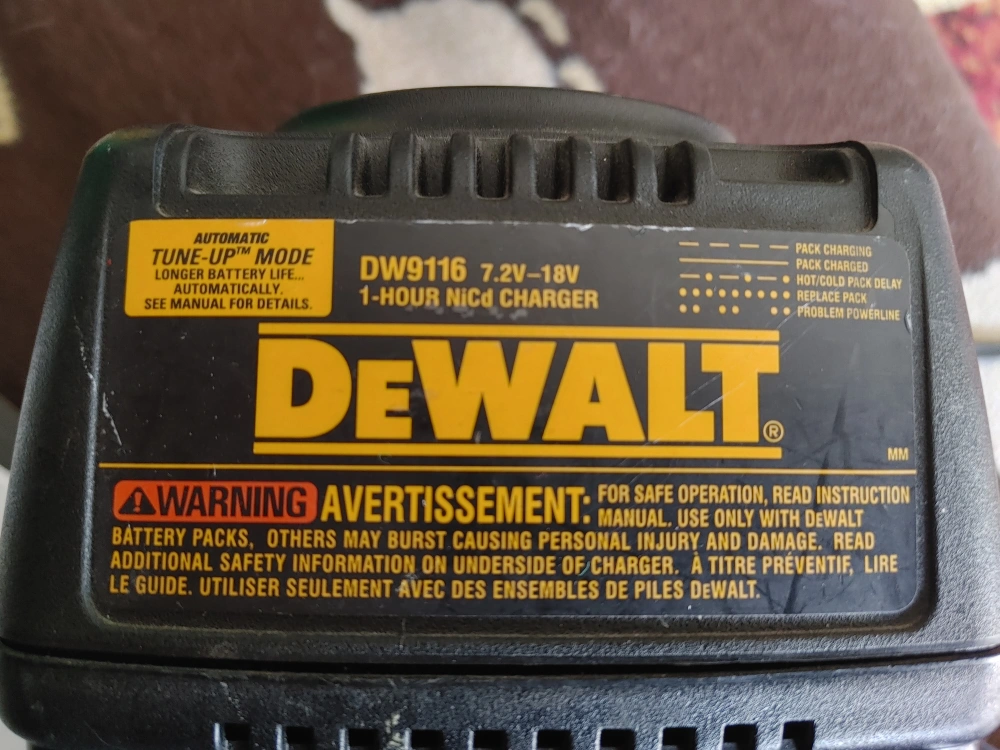 AUTOMATIC
TUNE-UP™ MODE
LONGER BATTERY LIFE...
AUTOMATICALLY.
SEE MANUAL FOR DETAILS.
DW9116 7.2V–18V
1-HOUR NiCd CHARGER
PACK CHARGING
PACK CHARGED
HOT/COLD PACK DELAY
REPLACE PACK
PROBLEM POWERLINE
DEWALT®
MM
WARNING AVERTISSEMENT: FOR SAFE OPERATION, READ INSTRUCTION
MANUAL. USE ONLY WITH DEWALT
BATTERY PACKS, OTHERS MAY BURST CAUSING PERSONAL INJURY AND DAMAGE. READ
ADDITIONAL SAFETY INFORMATION ON UNDERSIDE OF CHARGER. À TITRE PRÉVENTIF, LIRE
LE GUIDE. UTILISER SEULEMENT AVEC DES ENSEMBLES DE PILES DEWALT.